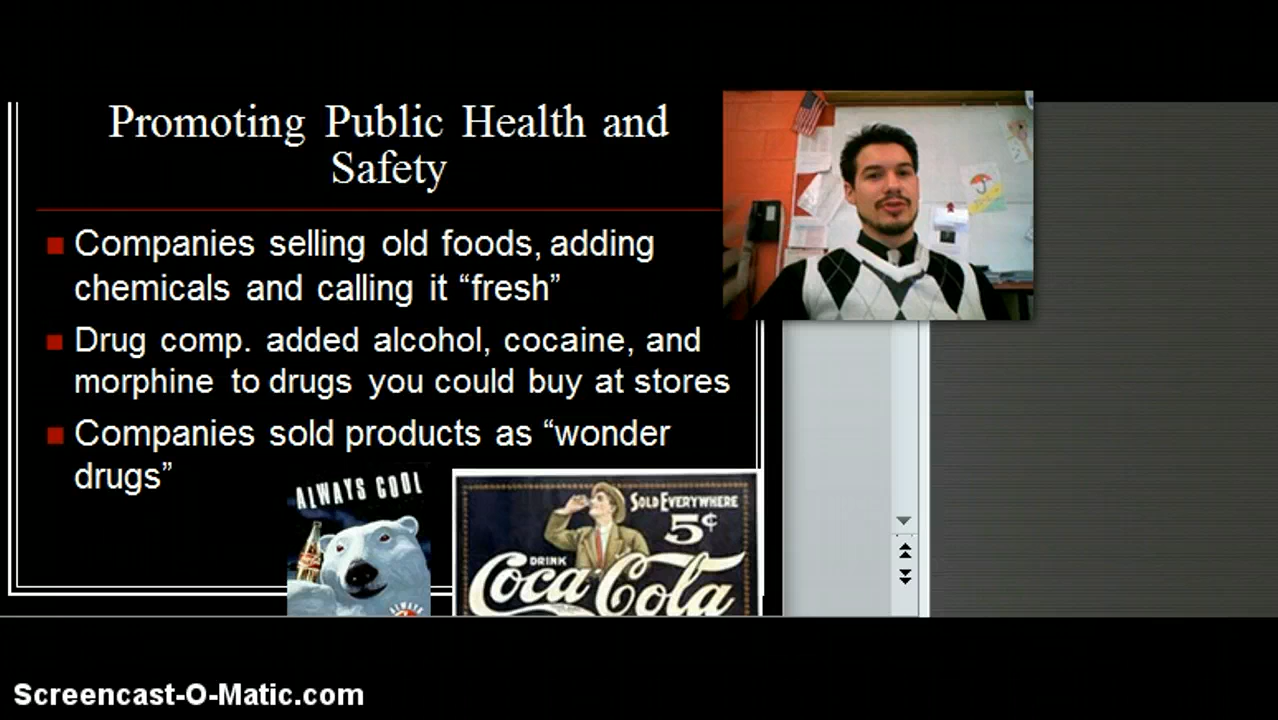 Promoting Public Health and
Safety
Companies selling old foods, adding
chemicals and calling it “fresh”
Drug comp. added alcohol, cocaine, and
morphine to drugs you could buy at stores
Companies sold products as “wonder
drugs”
ALWAYS COOL
ALWAYS
SOLD EVERYWHERE
5¢
DRINK
Coca Cola
Screencast-O-Matic.com